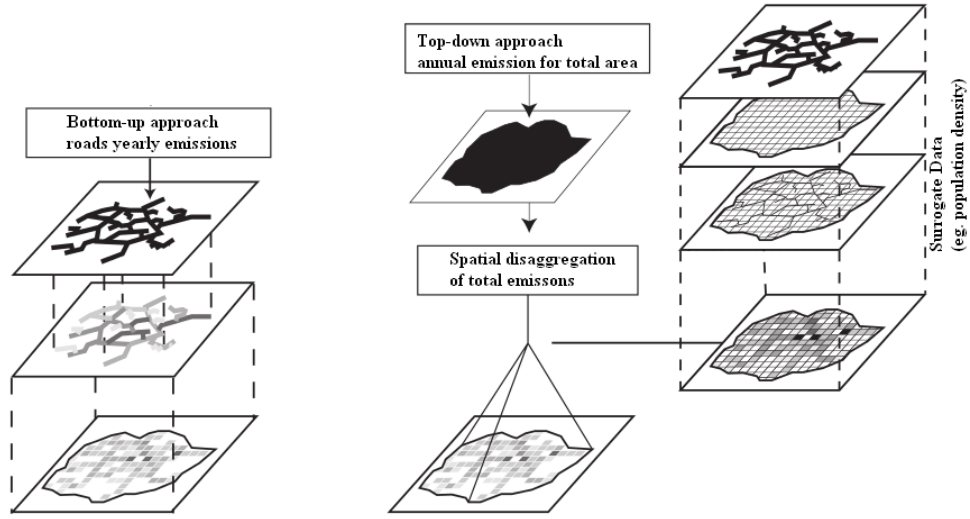 Bottom-up approach
roads yearly emissions
Top-down approach
annual emission for total area
Spatial disaggregation
of total emissons
Surrogate Data
(eg. population density)